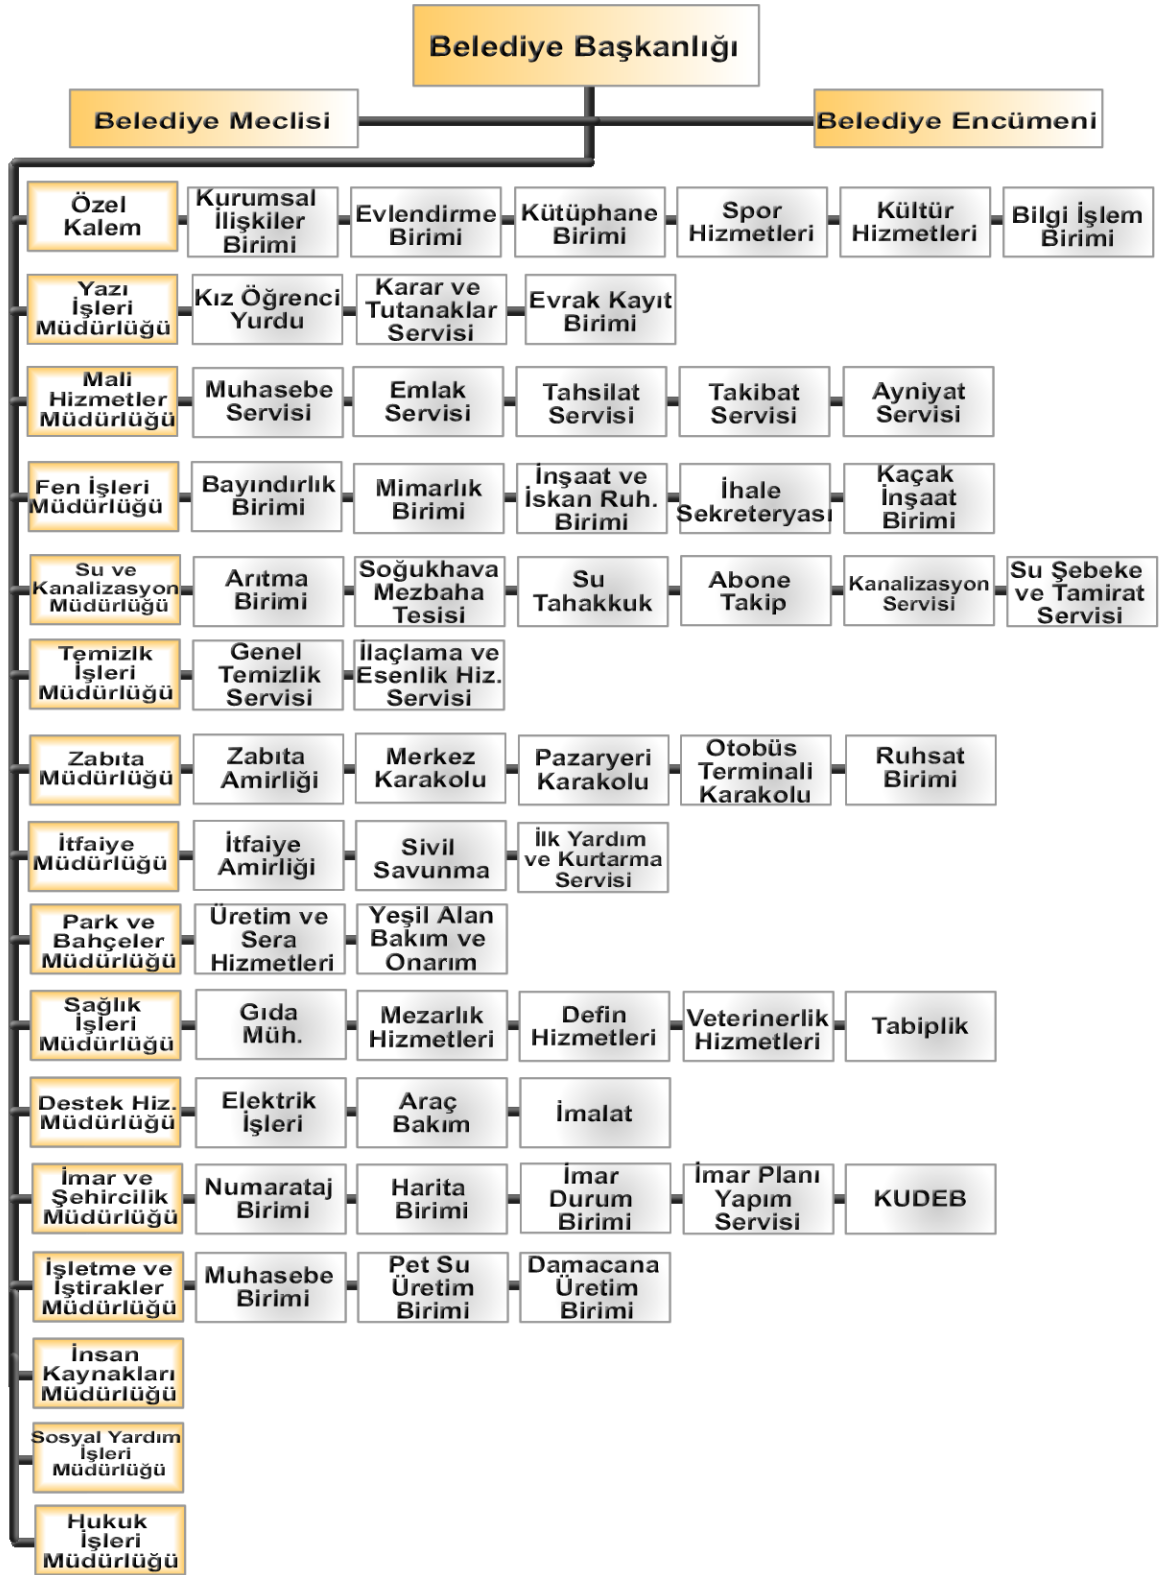 Belediye Başkanlığı
Belediye Meclisi
Belediye Encümeni
Özel
Kalem
Kurumsal
İlişkiler
Birimi
Evlendirme
Birimi
Kütüphane
Birimi
Spor
Hizmetleri
Kültür
Hizmetleri
Bilgi İşlem
Birimi
Yazı
İşleri
Müdürlüğü
Kız Öğrenci
Yurdu
Karar ve
Tutanaklar
Servisi
Evrak Kayıt
Birimi
Mali
Hizmetler
Müdürlüğü
Muhasebe
Servisi
Emlak
Servisi
Tahsilat
Servisi
Takibat
Servisi
Ayniyat
Servisi
Fen İşleri
Müdürlüğü
Bayındırlık
Birimi
Mimarlık
Birimi
İnşaat ve
İskan Ruh.
Birimi
İhale
Sekreteryası
Kaçak
İnşaat
Birimi
Su ve
Kanalizasyon
Müdürlüğü
Arıtma
Birimi
Soğukhava
Mezbaha
Tesisi
Su
Tahakkuk
Abone
Takip
Kanalizasyon
Servisi
Su Şebeke
ve Tamirat
Servisi
Temizlk
İşleri
Müdürlüğü
Genel
Temizlik
Servisi
İlaçlama ve
Esenlik Hiz.
Servisi
Zabıta
Müdürlüğü
Zabıta
Amirliği
Merkez
Karakolu
Pazaryeri
Karakolu
Otobüs
Terminali
Karakolu
Ruhsat
Birimi
İtfaiye
Müdürlüğü
İtfaiye
Amirliği
Sivil
Savunma
İlk Yardım
ve Kurtarma
Servisi
Park ve
Bahçeler
Müdürlüğü
Üretim ve
Sera
Hizmetleri
Yeşil Alan
Bakım ve
Onarım
Sağlık
İşleri
Müdürlüğü
Gıda
Müh.
Mezarlık
Hizmetleri
Defin
Hizmetleri
Veterinerlik
Hizmetleri
Tabiplik
Destek Hiz.
Müdürlüğü
Elektrik
İşleri
Araç
Bakım
İmalat
İmar ve
Şehircilik
Müdürlüğü
Numarataj
Birimi
Harita
Birimi
İmar
Durum
Birimi
İmar Planı
Yapım
Servisi
KUDEB
İşletme ve
İştirakler
Müdürlüğü
Muhasebe
Birimi
Pet Su
Üretim
Birimi
Damacana
Üretim
Birimi
İnsan
Kaynakları
Müdürlüğü
Sosyal Yardım
İşleri
Müdürlüğü
Hukuk
İşleri
Müdürlüğü